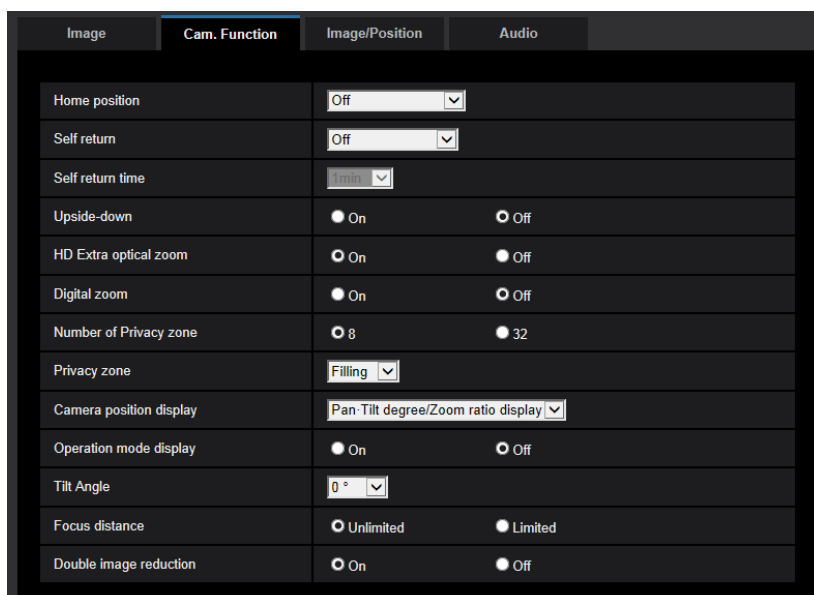 Image Cam. Function Image/Position Audio
Home position Off
Self return Off
Self return time 1min
Upside-down On Off
HD Extra optical zoom On Off
Digital zoom On Off
Number of Privacy zone 8 32
Privacy zone Filling
Camera position display Pan·Tilt degree/Zoom ratio display
Operation mode display On Off
Tilt Angle 0 °
Focus distance Unlimited Limited
Double image reduction On Off